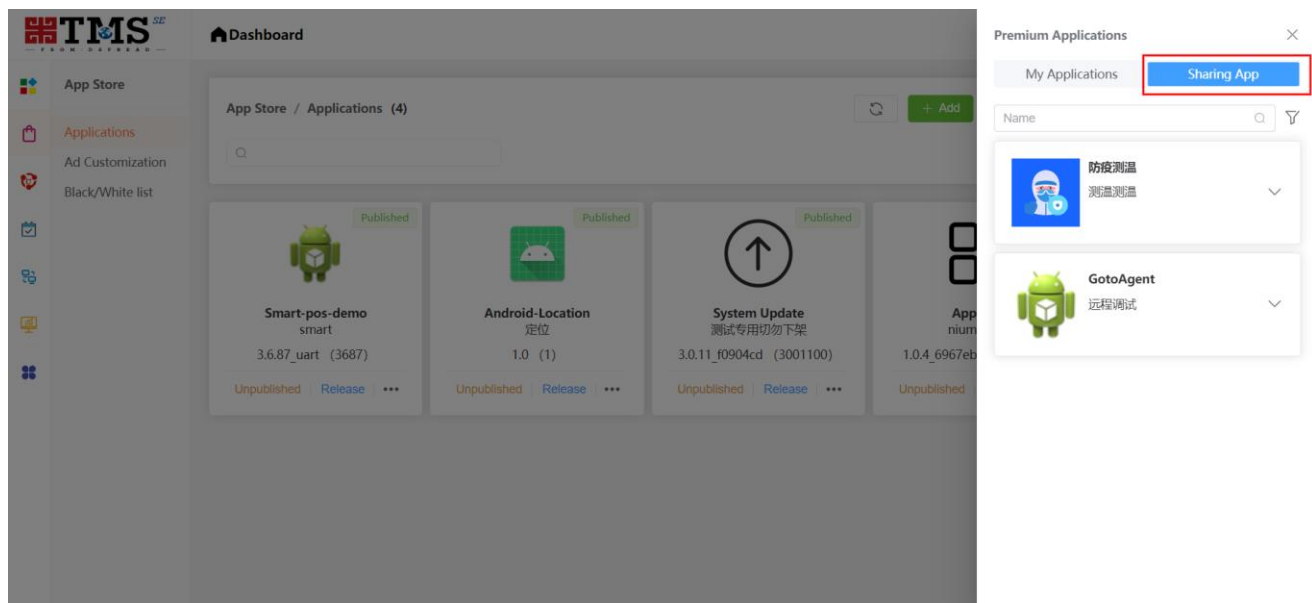 TMS SE
Dashboard
App Store
Applications
Ad Customization
Black/White list
App Store / Applications (4)
+ Add
Published
Smart-pos-demo
smart
3.6.87_uart (3687)
Unpublished Release •••
Published
Android-Location
定位
1.0 (1)
Unpublished Release •••
Published
System Update
测试专用切勿下架
3.0.11_f0904cd (3001100)
Unpublished Release •••
App
nium
1.0.4_6967eb
Unpublished
Premium Applications
My Applications
Sharing App
Name
防疫测温
测温测温
GotoAgent
远程调试